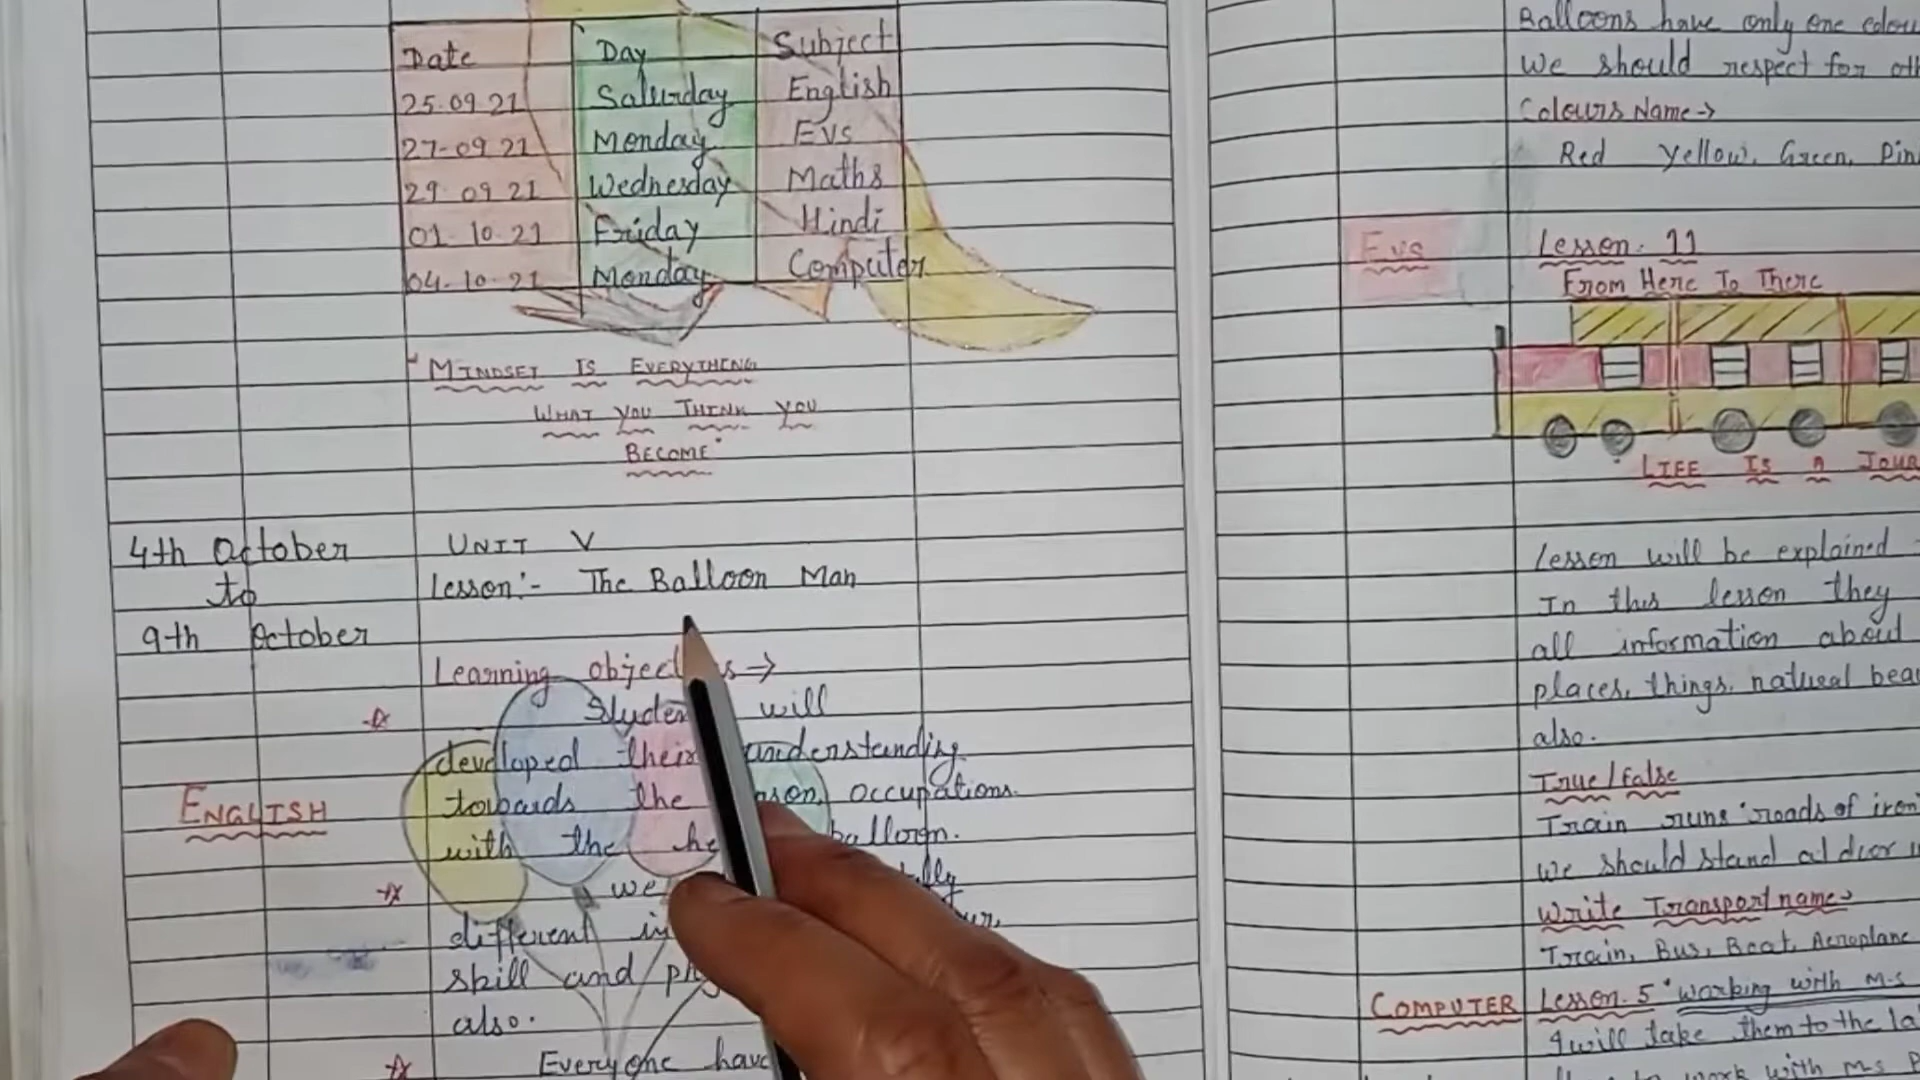 Date Day Subject
25.09.21 Saturday English
27-09.21 Monday EVS
29.09.21 Wednesday Maths
01.10.21 Friday Hindi
04.10.21 Monday Computer
"MINDSET IS EVERYTHING
WHAT YOU THINK YOU
BECOME"
4th October UNIT V
to Lesson:- The Balloon Man
9th October
Learning →
will
developed their understanding
ENGLISH towards the occupations.
with the balloon.
we
different
skill and
also.
Everyone have
Balloons have only one
We should respect for
Colours Name→
Red Yellow, Green,
EVS Lesson. 11
From Here To There
LIFE IS A
Lesson will be explained
In this lesson they
all information about
places, things, natural
also.
True/False
Train runs 'roads of iron'
We should stand at door
Write Transport name→
Train, Bus, Boat, Aeroplane
COMPUTER Lesson. 5 "Working with M-S
I will take them to the
work with M-S